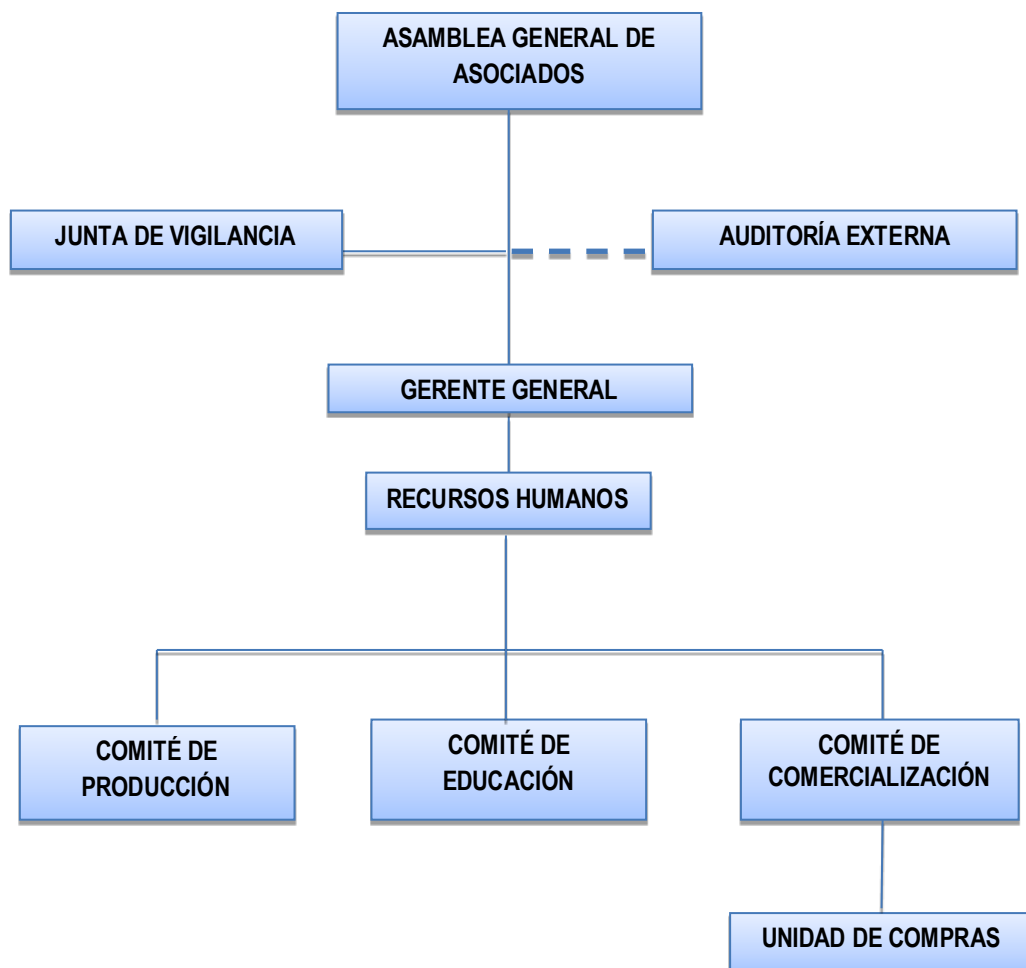 ASAMBLEA GENERAL DE
ASOCIADOS
JUNTA DE VIGILANCIA
AUDITORÍA EXTERNA
GERENTE GENERAL
RECURSOS HUMANOS
COMITÉ DE
PRODUCCIÓN
COMITÉ DE
EDUCACIÓN
COMITÉ DE
COMERCIALIZACIÓN
UNIDAD DE COMPRAS